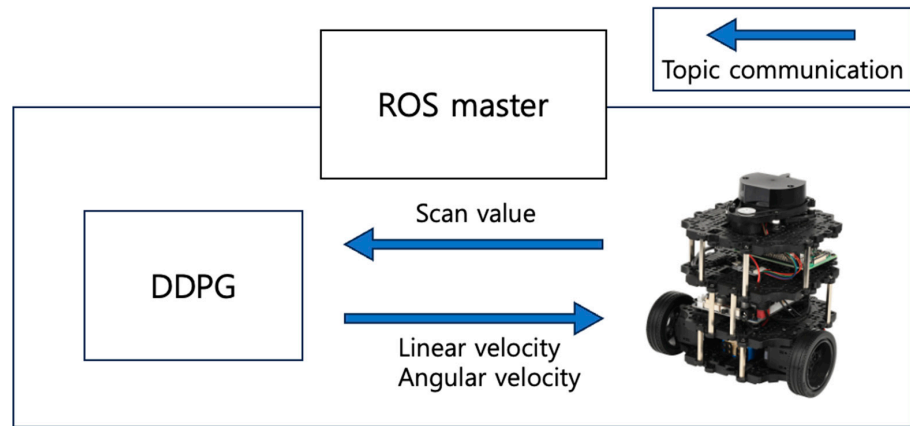 Topic communication
ROS master
Scan value
DDPG
Linear velocity
Angular velocity